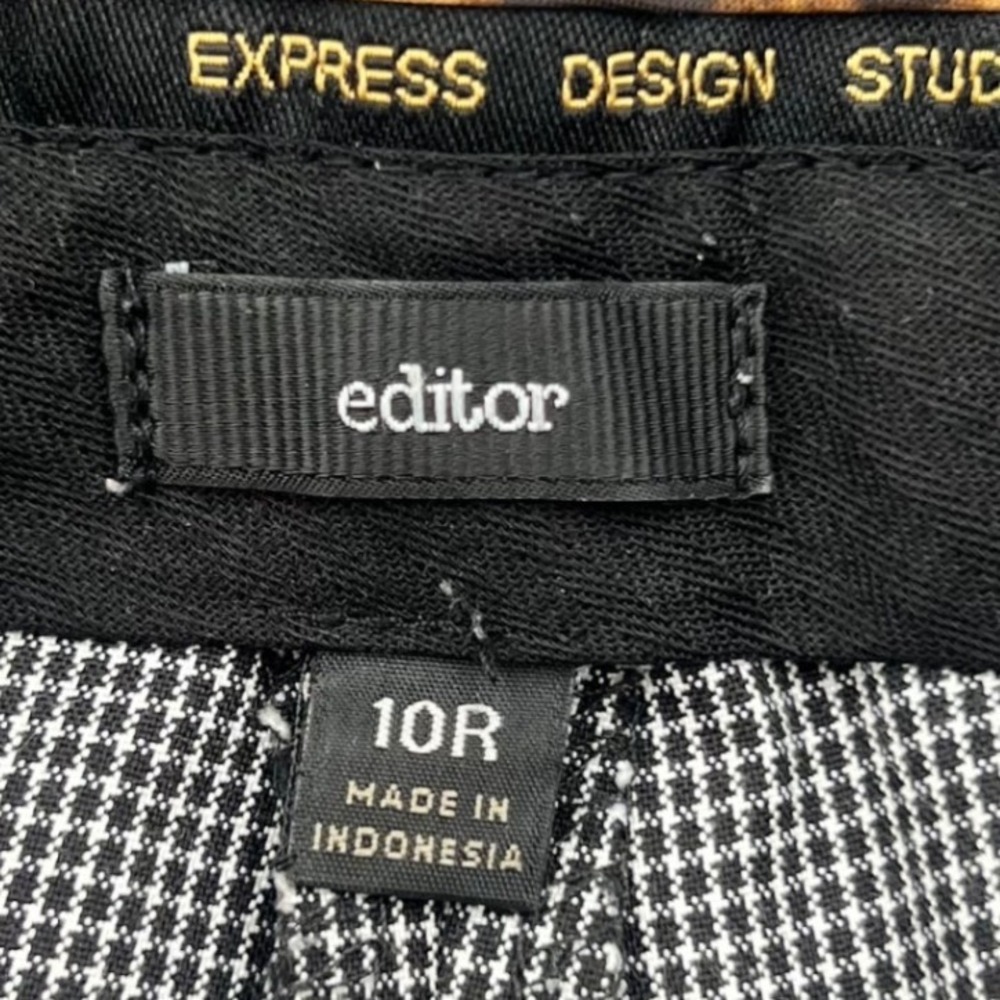 EXPRESS DESIGN STUD
editor
10R
MADE IN
INDONESIA